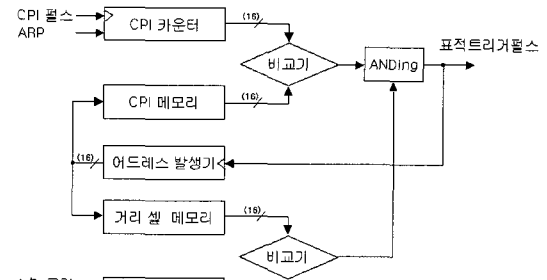 CPI 펄스
ARP
CPI 카운터
(16)
비교기
ANDing
표적트리거펄스
CPI 메모리
(16)
(16)
어드레스 발생기
거리 셀 메모리
(16)
비교기